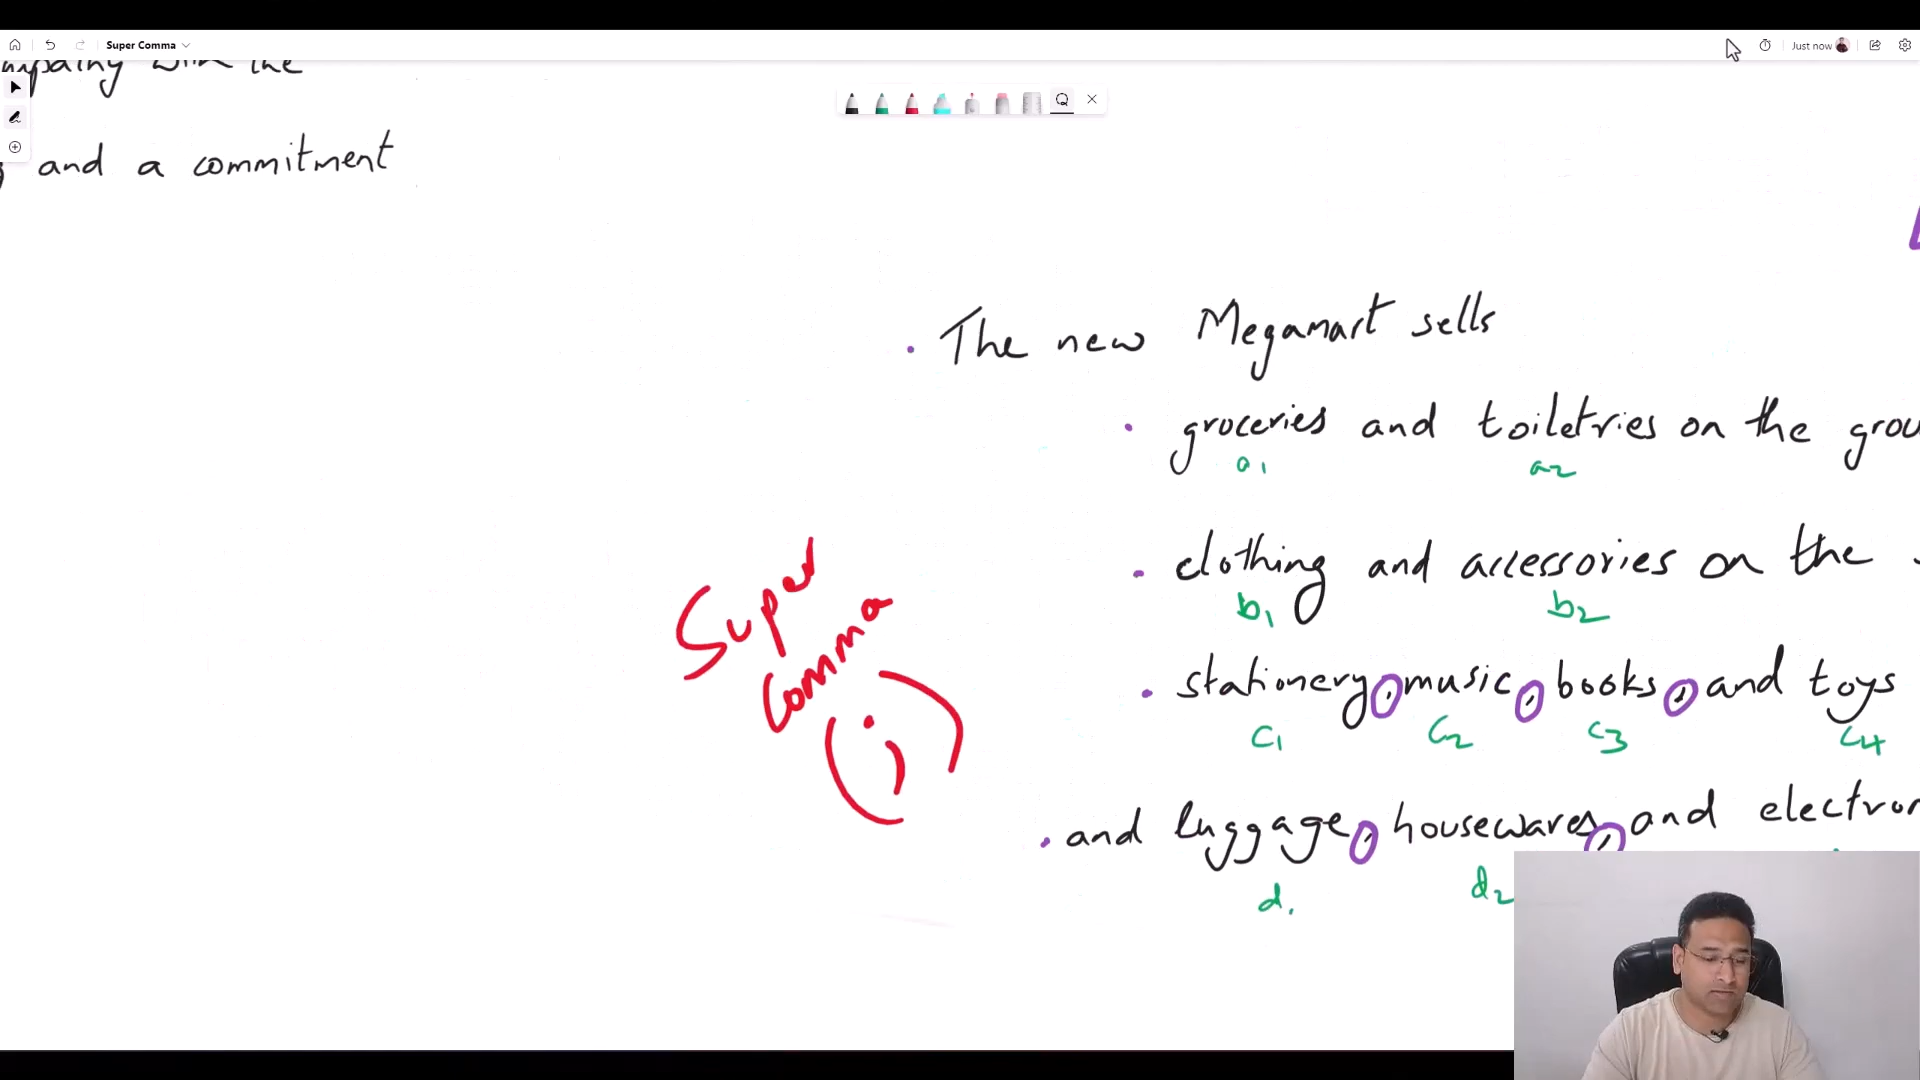 Super Comma
Just now
and a commitment
The new Megamart sells
groceries and toiletries on the grou
a1 a2
clothing and accessories on the
b1 b2
Super
Comma
(;)
stationery, music, books, and toys
c1 c2 c3 c4
and luggage, housewares, and electron
d1 d2